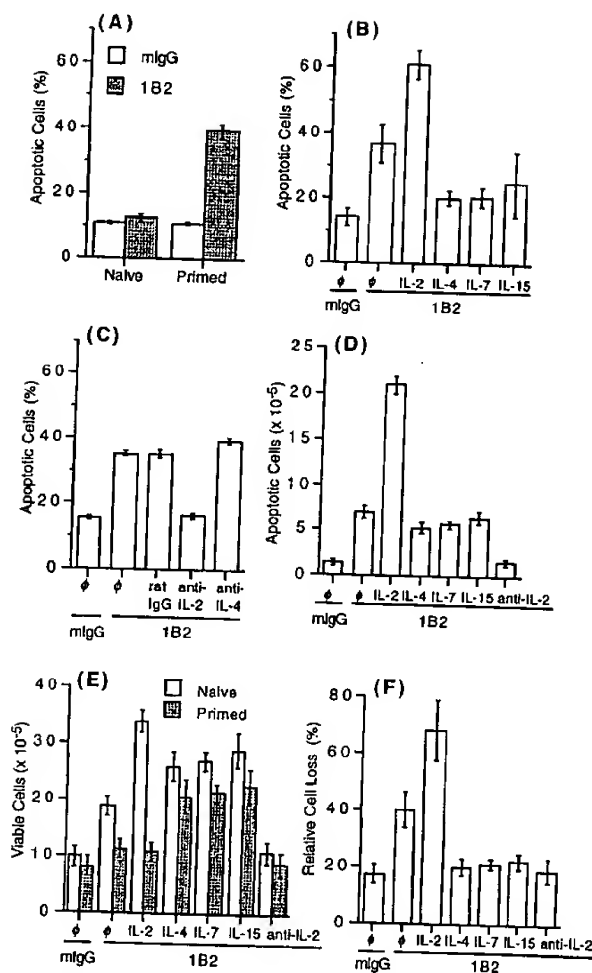 (A)
mIgG
1B2
Apoptotic Cells (%)
60
40
20
0
Naive
Primed
(B)
Apoptotic Cells (%)
60
40
20
0
φ φ IL-2 IL-4 IL-7 IL-15
mIgG
1B2
(C)
Apoptotic Cells (%)
60
40
20
0
φ φ rat anti- anti-
IgG IL-2 IL-4
mIgG
1B2
(D)
Apoptotic Cells (x 10-5)
25
20
15
10
5
0
φ φ IL-2 IL-4 IL-7 IL-15 anti-IL-2
mIgG
1B2
(E)
Naive
Primed
Viable Cells (x 10-5)
40
30
20
10
0
φ φ IL-2 IL-4 IL-7 IL-15 anti-IL-2
mIgG
1B2
(F)
Relative Cell Loss (%)
80
60
40
20
0
φ φ IL-2 IL-4 IL-7 IL-15 anti-IL-2
mIgG
1B2